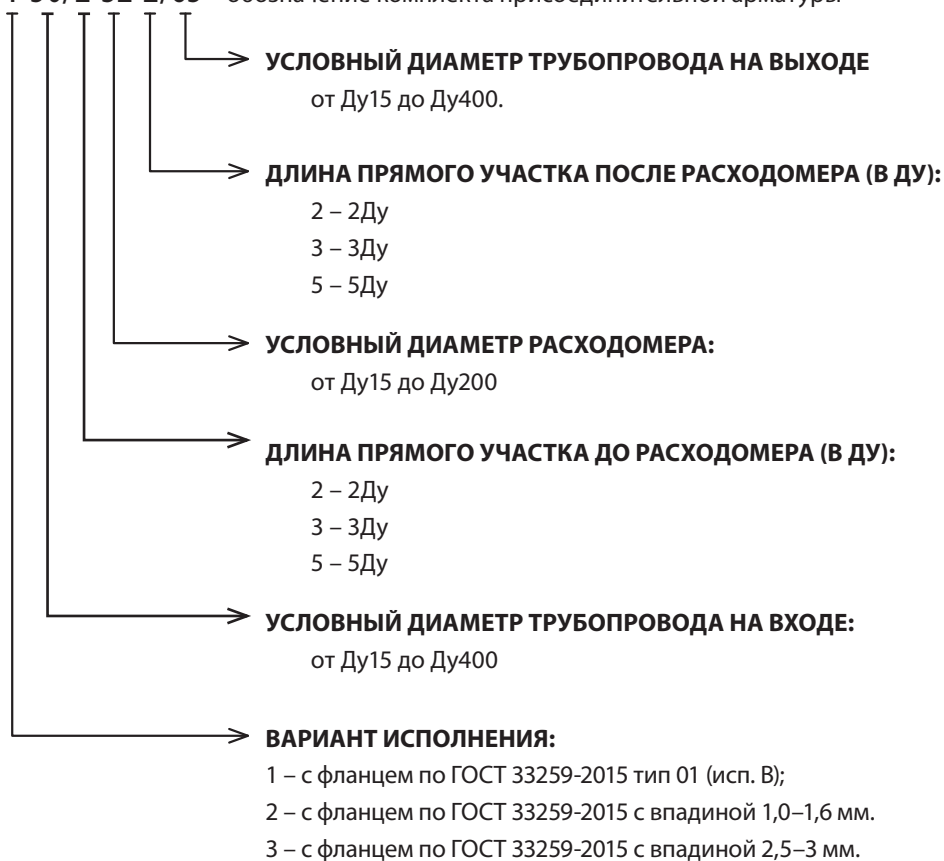 обозначение комплекта присоединительной арматуры
УСЛОВНЫЙ ДИАМЕТР ТРУБОПРОВОДА НА ВЫХОДЕ
от Ду15 до Ду400.
ДЛИНА ПРЯМОГО УЧАСТКА ПОСЛЕ РАСХОДОМЕРА (В ДУ):
2 – 2Ду
3 – 3Ду
5 – 5Ду
УСЛОВНЫЙ ДИАМЕТР РАСХОДОМЕРА:
от Ду15 до Ду200
ДЛИНА ПРЯМОГО УЧАСТКА ДО РАСХОДОМЕРА (В ДУ):
2 – 2Ду
3 – 3Ду
5 – 5Ду
УСЛОВНЫЙ ДИАМЕТР ТРУБОПРОВОДА НА ВХОДЕ:
от Ду15 до Ду400
ВАРИАНТ ИСПОЛНЕНИЯ:
1 – с фланцем по ГОСТ 33259-2015 тип 01 (исп. В);
2 – с фланцем по ГОСТ 33259-2015 с впадиной 1,0–1,6 мм.
3 – с фланцем по ГОСТ 33259-2015 с впадиной 2,5–3 мм.